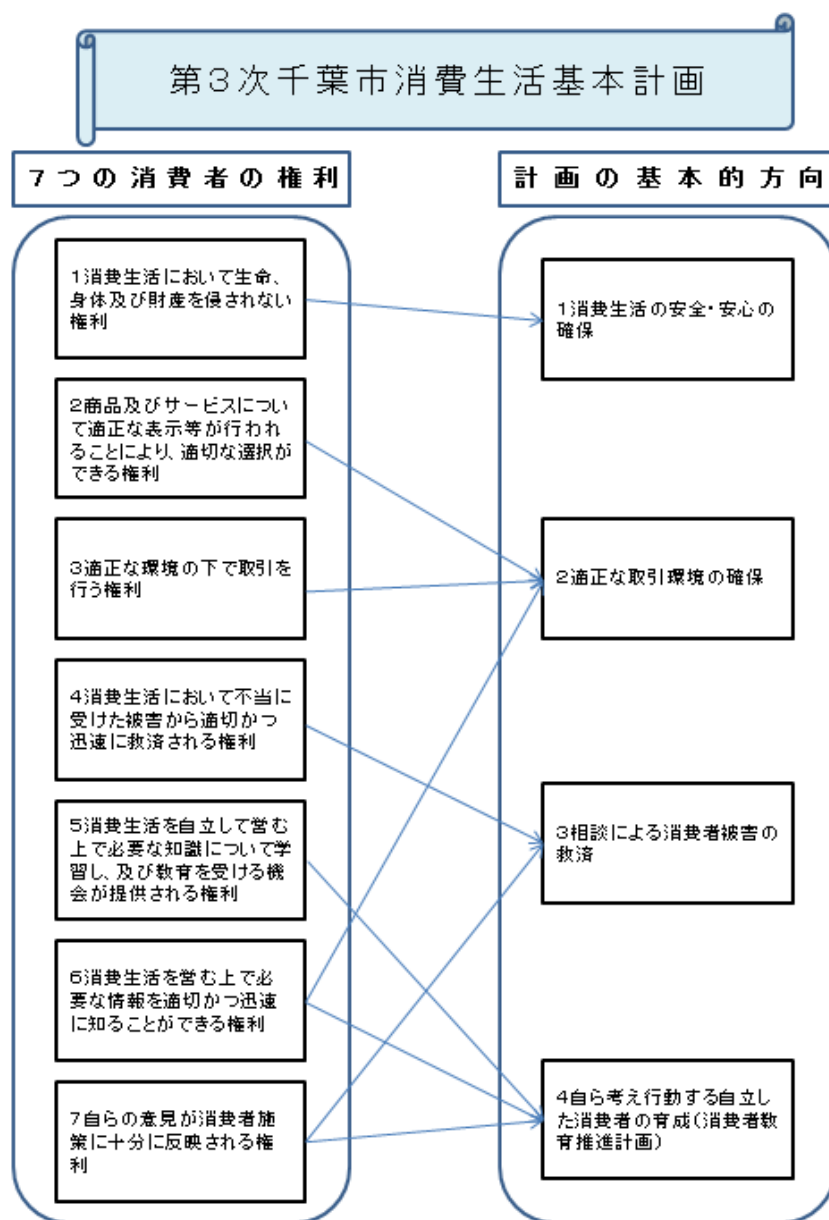 第3次千葉市消費生活基本計画
7つの消費者の権利
1消費生活において生命、
身体及び財産を侵されない
権利
2商品及びサービスについ
て適正な表示等が行われ
ることにより、適切な選択が
できる権利
3適正な環境の下で取引を
行う権利
4消費生活において不当に
受けた被害から適切かつ
迅速に救済される権利
5消費生活を自立して営む
上で必要な知識について学
習し、及び教育を受ける機
会が提供される権利
6消費生活を営む上で必
要な情報を適切かつ迅速
に知ることができる権利
7自らの意見が消費者施
策に十分に反映される権
利
計画の基本的方向
1消費生活の安全・安心の
確保
2適正な取引環境の確保
3相談による消費者被害の
救済
4自ら考え行動する自立し
た消費者の育成(消費者教
育推進計画)